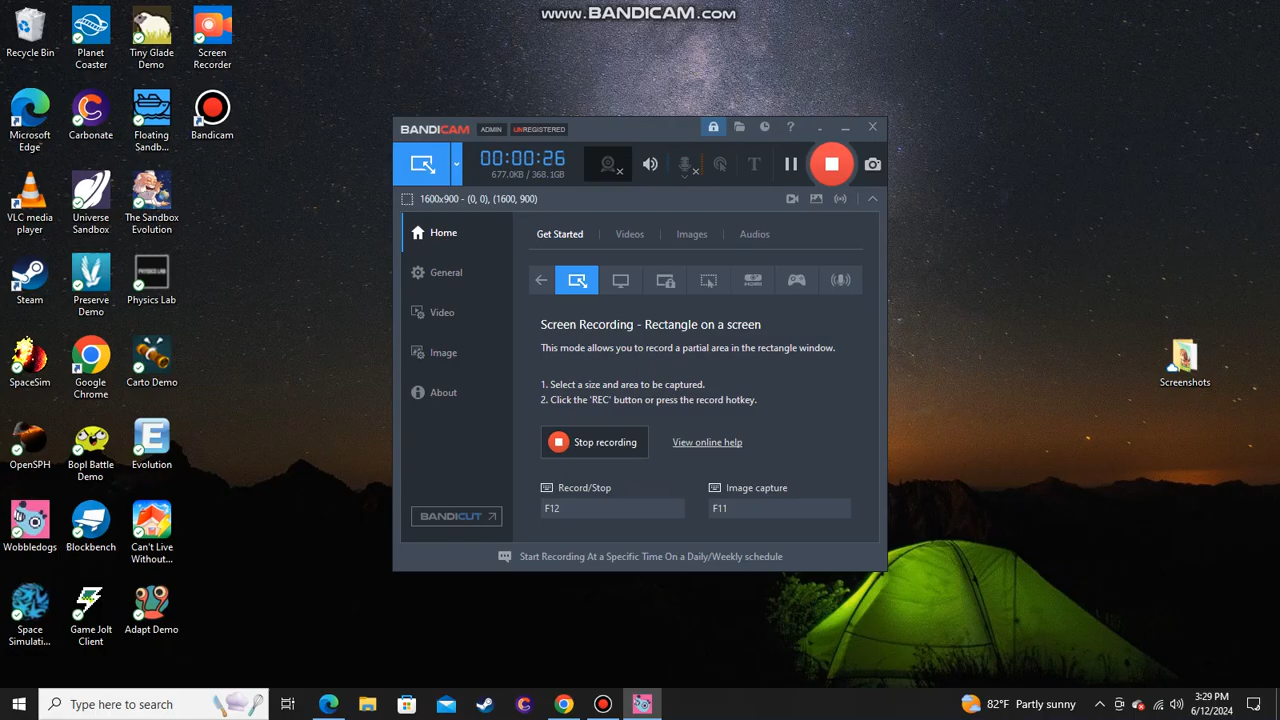 www.BANDICAM.com
Recycle Bin
Planet Coaster
Tiny Glade Demo
Screen Recorder
Microsoft Edge
Carbonate
Floating Sandb...
Bandicam
VLC media player
Universe Sandbox
The Sandbox Evolution
Steam
Preserve Demo
PHYSICS LAB
Physics Lab
SpaceSim
Google Chrome
Carto Demo
OpenSPH
Bopl Battle Demo
Evolution
Wobbledogs
Blockbench
Can't Live Without...
Space Simulati...
Game Jolt Client
Adapt Demo
Screenshots
BANDICAM ADMIN UNREGISTERED
00:00:26
677.0KB / 368.1GB
1600x900 - (0, 0), (1600, 900)
Home
General
Video
Image
About
BANDICUT
Get Started Videos Images Audios
HDMI
Screen Recording - Rectangle on a screen
This mode allows you to record a partial area in the rectangle window.
1. Select a size and area to be captured.
2. Click the 'REC' button or press the record hotkey.
Stop recording View online help
Record/Stop Image capture
F12 F11
Start Recording At a Specific Time On a Daily/Weekly schedule
Type here to search
82°F Partly sunny
3:29 PM
6/12/2024